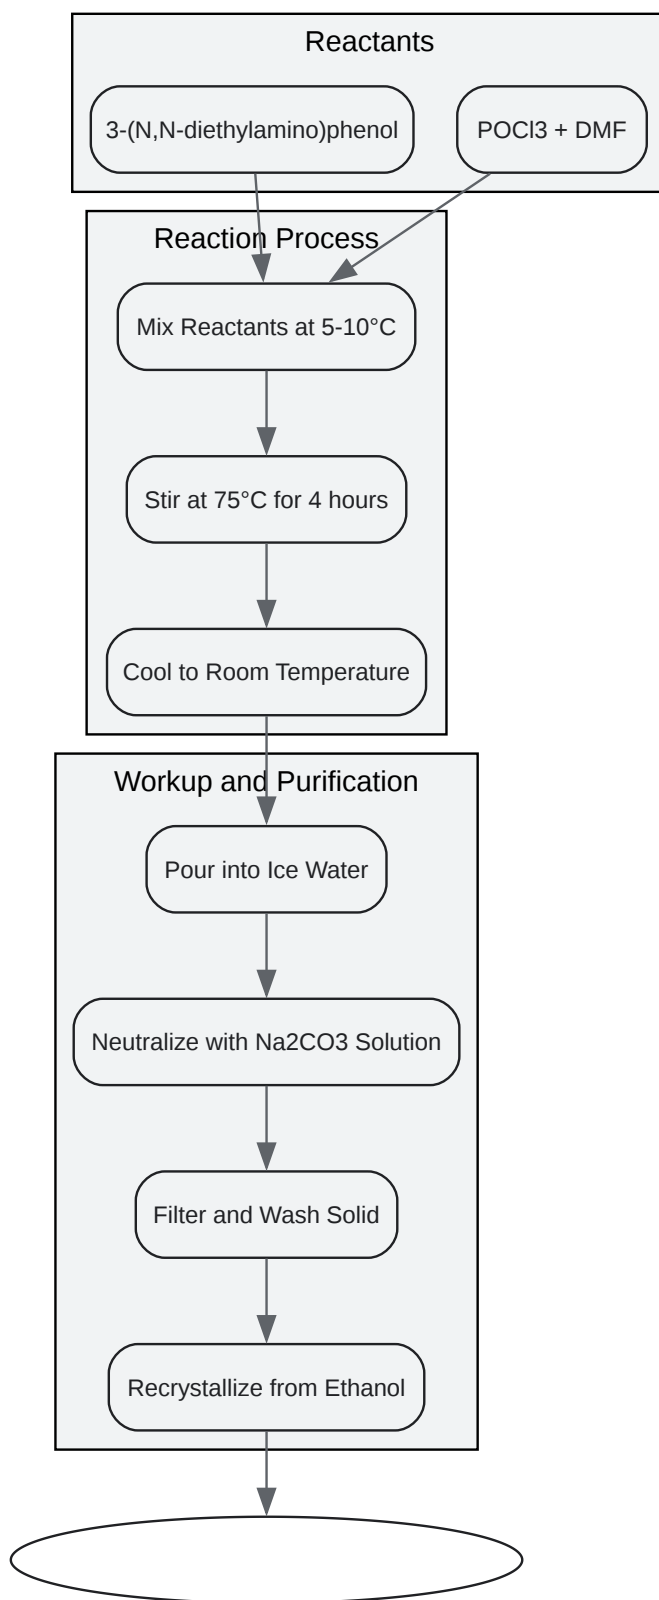 Reactants
3-(N,N-diethylamino)phenol
POCl3 + DMF
Reaction Process
Mix Reactants at 5-10°C
Stir at 75°C for 4 hours
Cool to Room Temperature
Workup and Purification
Pour into Ice Water
Neutralize with Na2CO3 Solution
Filter and Wash Solid
Recrystallize from Ethanol